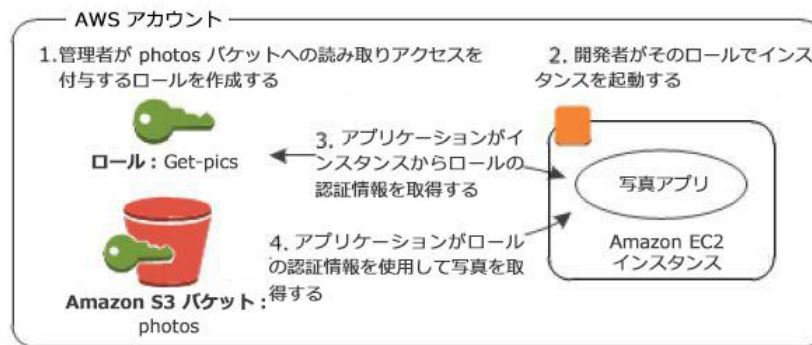 AWS アカウント
1.管理者が photos バケットへの読み取りアクセスを
付与するロールを作成する
2. 開発者がそのロールでインス
タンスを起動する
ロール : Get-pics
3. アプリケーションがイ
ンスタンスからロールの
認証情報を取得する
写真アプリ
Amazon EC2
インスタンス
4. アプリケーションがロール
の認証情報を使用して写真を取
得する
Amazon S3 バケット :
photos